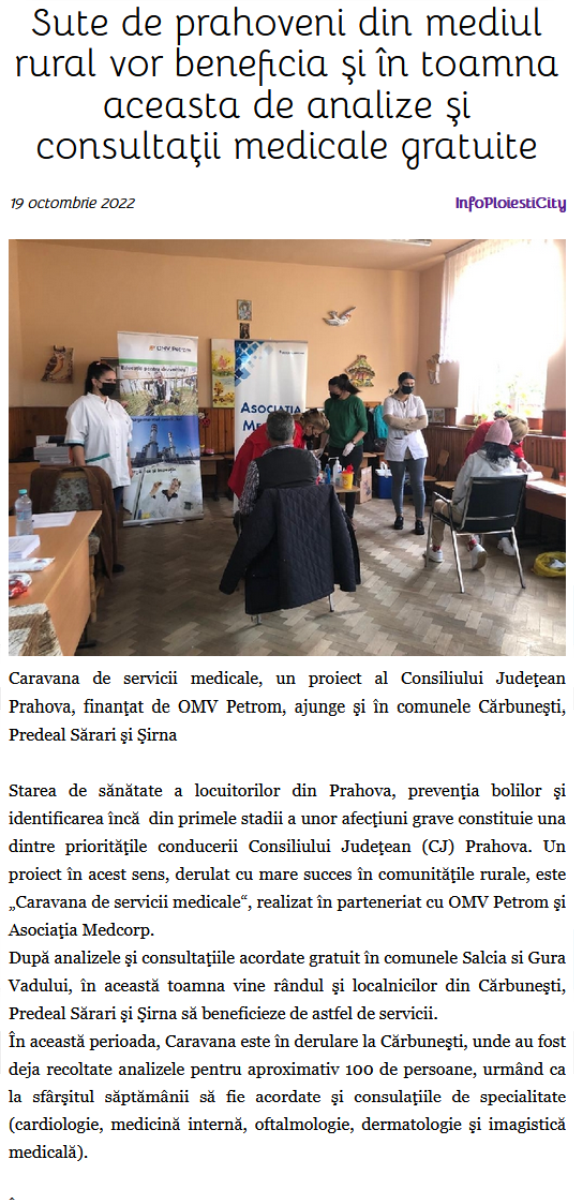 Sute de prahoveni din mediul
rural vor beneficia şi în toamna
aceasta de analize şi
consultaţii medicale gratuite
19 octombrie 2022
InfoPloiestiCity
OMV PETROM
ASOCIAŢIA
Caravana de servicii medicale, un proiect al Consiliului Judeţean
Prahova, finanţat de OMV Petrom, ajunge şi în comunele Cărbuneşti,
Predeal Sărari şi Şirna
Starea de sănătate a locuitorilor din Prahova, prevenţia bolilor şi
identificarea încă din primele stadii a unor afecţiuni grave constituie una
dintre priorităţile conducerii Consiliului Judeţean (CJ) Prahova. Un
proiect în acest sens, derulat cu mare succes în comunităţile rurale, este
„Caravana de servicii medicale“, realizat în parteneriat cu OMV Petrom şi
Asociaţia Medcorp.
După analizele şi consultaţiile acordate gratuit în comunele Salcia si Gura
Vadului, în această toamna vine rândul şi localnicilor din Cărbuneşti,
Predeal Sărari şi Şirna să beneficieze de astfel de servicii.
În această perioada, Caravana este în derulare la Cărbuneşti, unde au fost
deja recoltate analizele pentru aproximativ 100 de persoane, urmând ca
la sfârşitul săptămânii să fie acordate şi consulaţiile de specialitate
(cardiologie, medicină internă, oftalmologie, dermatologie şi imagistică
medicală).